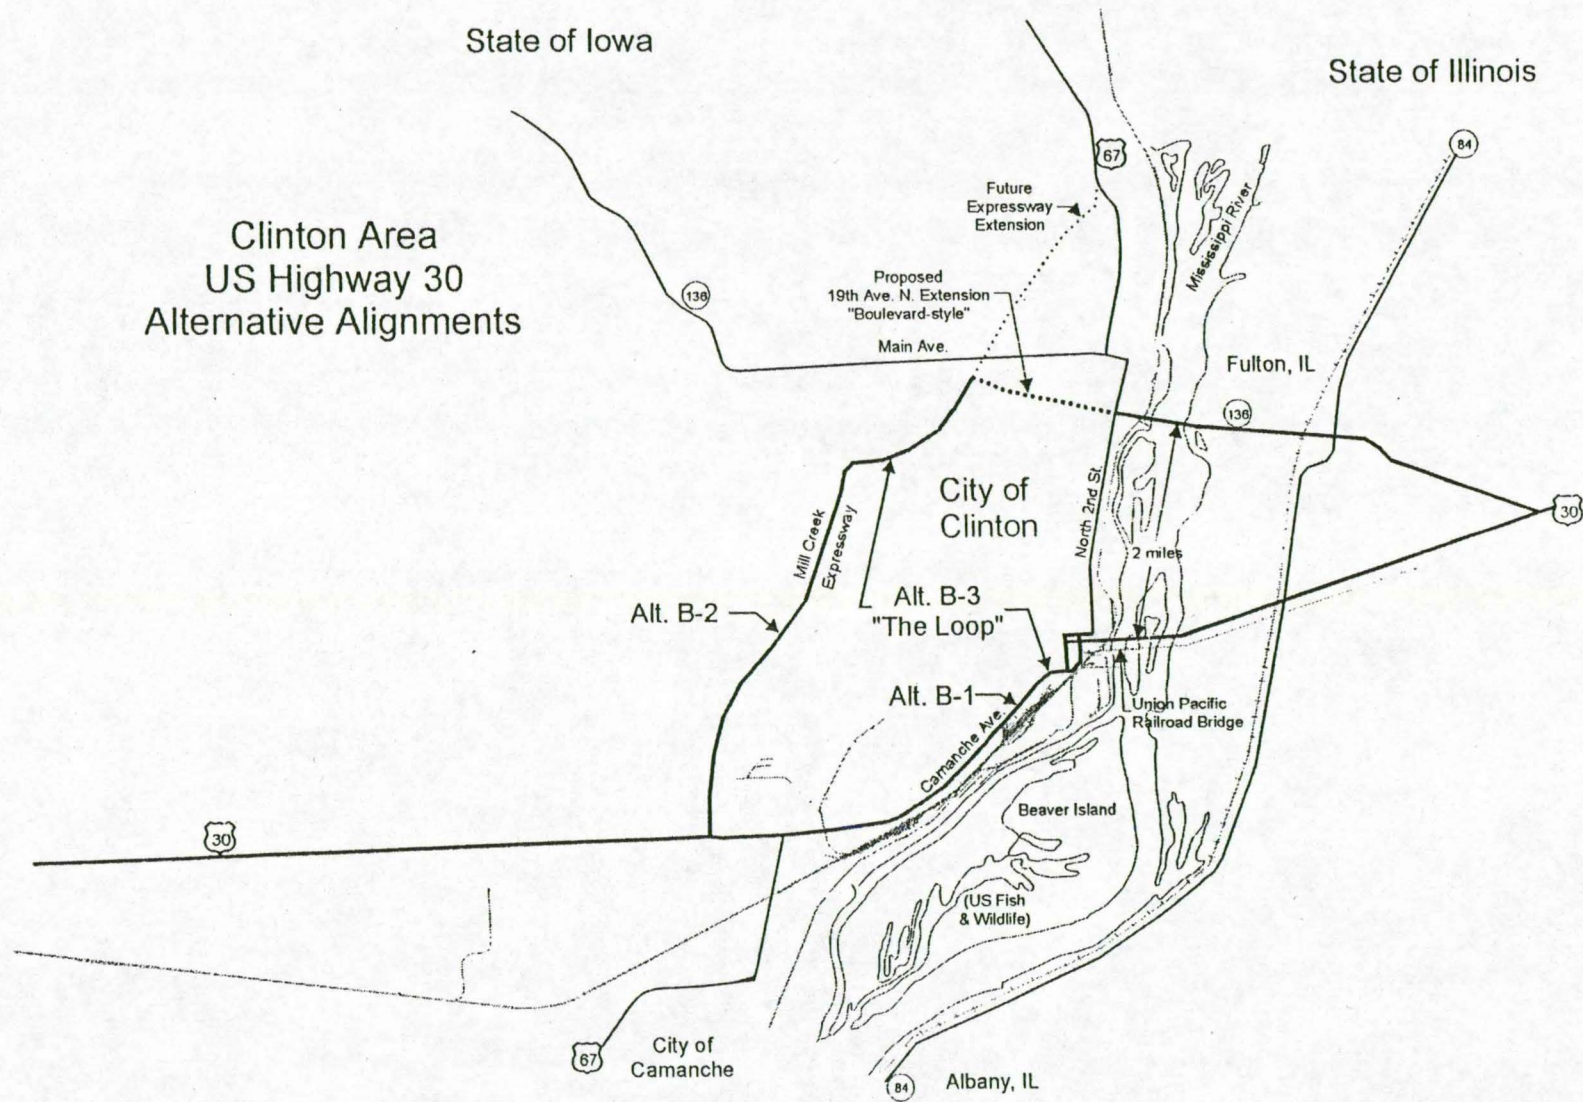 State of Iowa
State of Illinois
Clinton Area
US Highway 30
Alternative Alignments
84
67
Future
Expressway
Extension
Mississippi River
Proposed
19th Ave. N. Extension
"Boulevard-style"
136
Main Ave.
Fulton, IL
136
City of
Clinton
North 2nd St.
30
Mill Creek
Expressway
2 miles
Alt. B-2
Alt. B-3
"The Loop"
Alt. B-1
Union Pacific
Railroad Bridge
Camanche Ave.
Beaver Island
30
(US Fish
& Wildlife)
67
City of
Camanche
84
Albany, IL